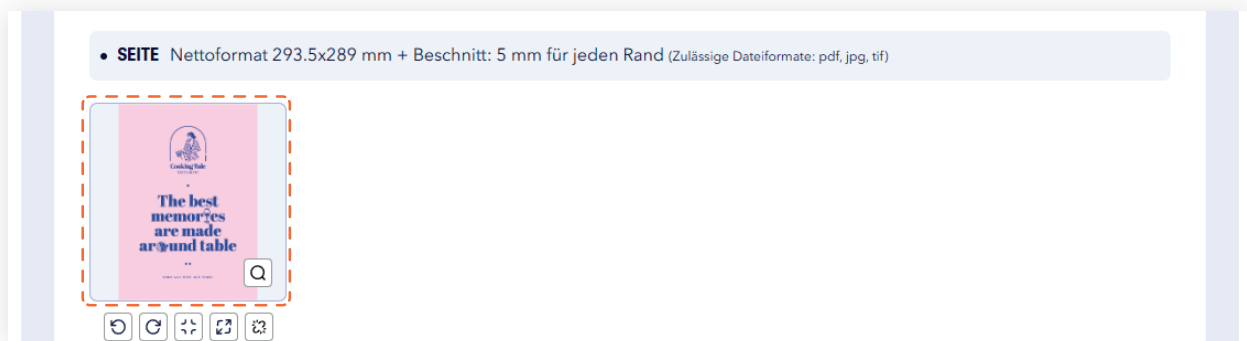 • SEITE Nettoformat 293.5x289 mm + Beschnitt: 5 mm für jeden Rand (Zulässige Dateiformate: pdf, jpg, tif)
Cooking Tale
The best
memories
are made
around table